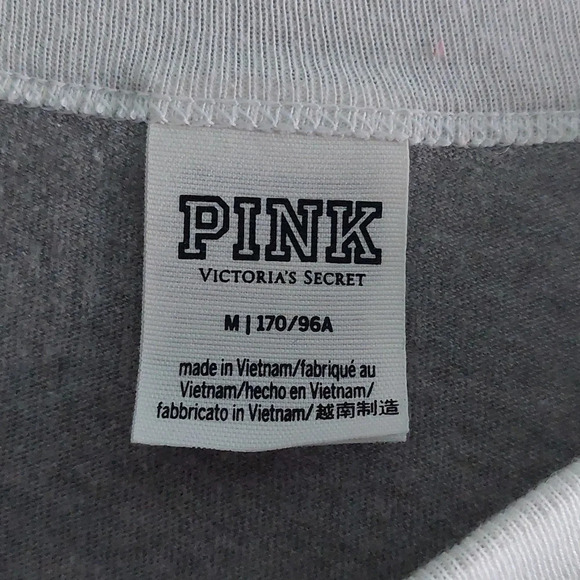 PINK
VICTORIA'S SECRET
M | 170/96A
made in Vietnam/fabriqué au
Vietnam/hecho en Vietnam/
fabbricato in Vietnam/越南制造